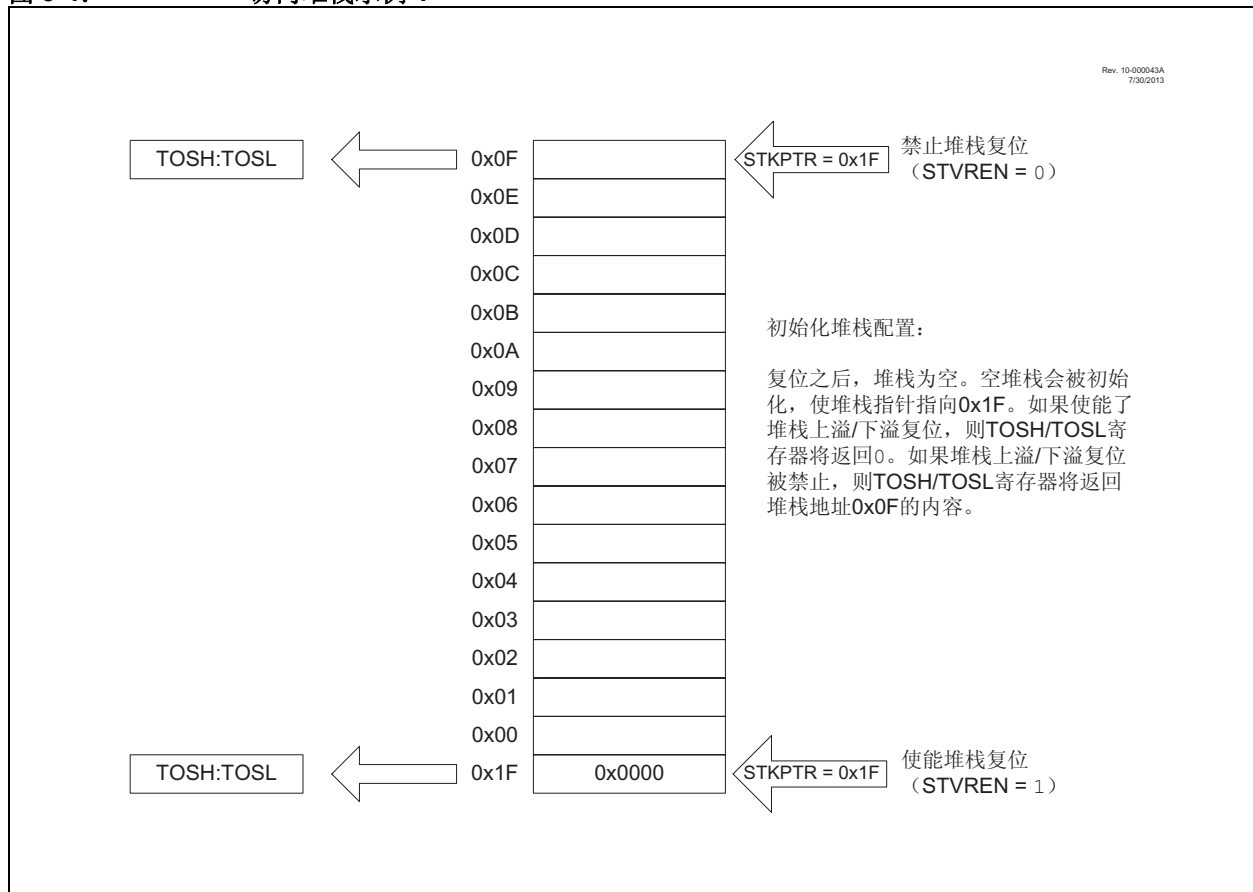 Rev. 10-000043A
7/30/2013
TOSH:TOSL
0x0F
STKPTR = 0x1F
禁止堆栈复位
（STVREN = 0）
0x0E
0x0D
0x0C
0x0B
0x0A
0x09
0x08
0x07
0x06
0x05
0x04
0x03
0x02
0x01
0x00
初始化堆栈配置：
复位之后，堆栈为空。空堆栈会被初始
化，使堆栈指针指向0x1F。如果使能了
堆栈上溢/下溢复位，则TOSH/TOSL寄
存器将返回0。如果堆栈上溢/下溢复位
被禁止，则TOSH/TOSL寄存器将返回
堆栈地址0x0F的内容。
TOSH:TOSL
0x1F
0x0000
STKPTR = 0x1F
使能堆栈复位
（STVREN = 1）